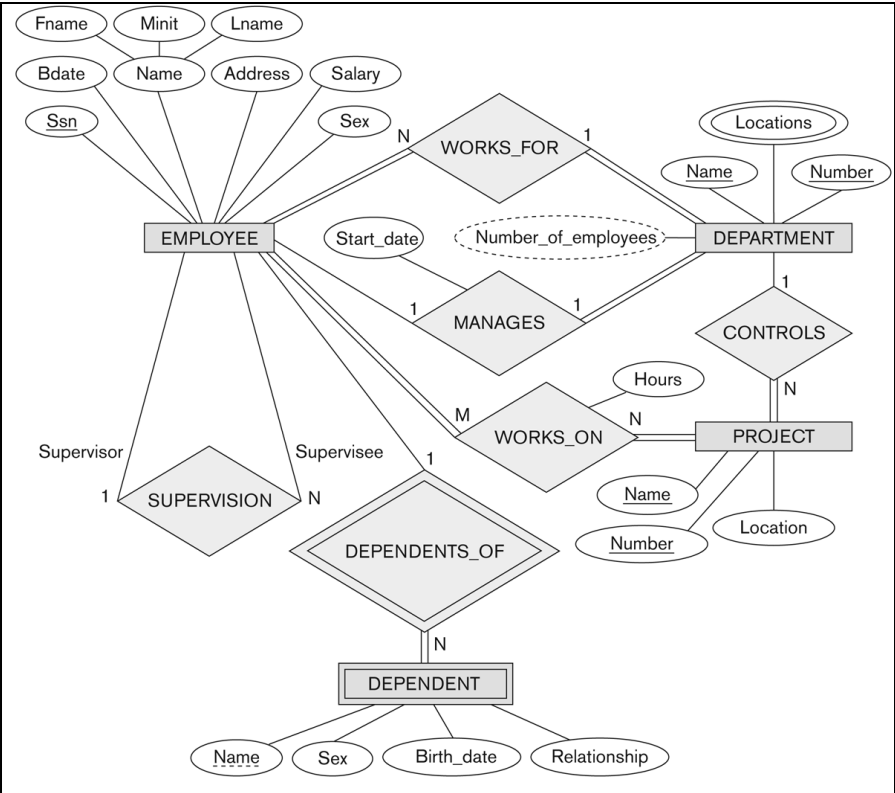 Fname Minit Lname
Bdate Name Address Salary
Ssn Sex
N WORKS_FOR 1
Locations
Name Number
EMPLOYEE Start_date Number_of_employees DEPARTMENT
1 MANAGES 1
1
CONTROLS
N
Hours
M WORKS_ON N PROJECT
Supervisor Supervisee
1 SUPERVISION N
1
Name
Number Location
DEPENDENTS_OF
N
DEPENDENT
Name Sex Birth_date Relationship